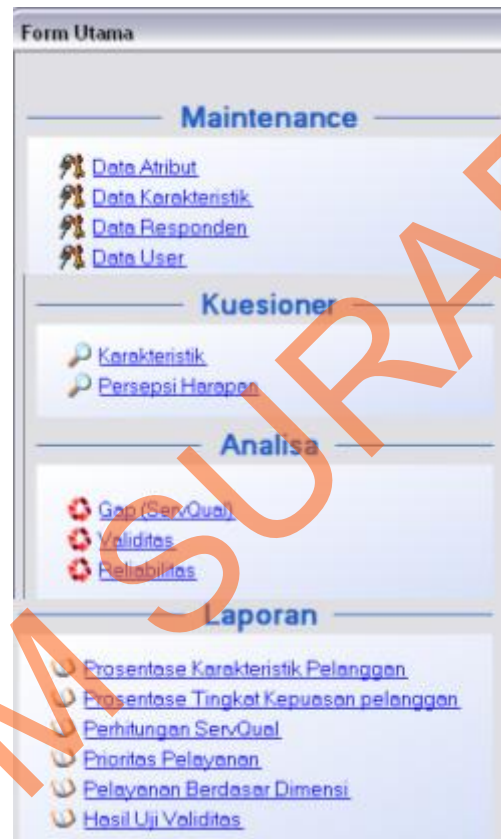 Form Utama
Maintenance
Data Atribut
Data Karakteristik
Data Responden
Data User
Kuesioner
Karakteristik
Persepsi Harapan
Analisa
Gap (ServQual)
Validitas
Reliabilitas
Laporan
Prosentase Karakteristik Pelanggan
Prosentase Tingkat Kepuasan pelanggan
Perhitungan ServQual
Prioritas Pelayanan
Pelayanan Berdasar Dimensi
Hasil Uji Validitas
M SURA